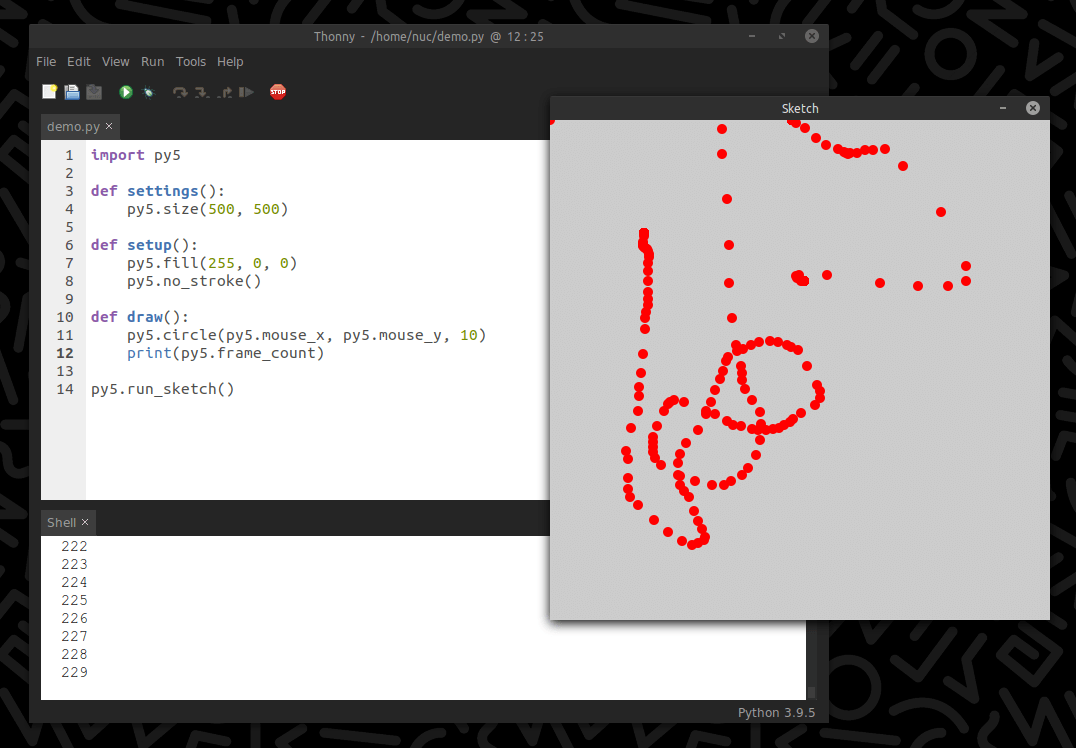 Thonny - /home/nuc/demo.py @ 12:25
File Edit View Run Tools Help
STOP
demo.py ×
1 import py5
2
3 def settings():
4     py5.size(500, 500)
5
6 def setup():
7     py5.fill(255, 0, 0)
8     py5.no_stroke()
9
10 def draw():
11     py5.circle(py5.mouse_x, py5.mouse_y, 10)
12     print(py5.frame_count)
13
14 py5.run_sketch()
Sketch
Shell ×
222
223
224
225
226
227
228
229
Python 3.9.5